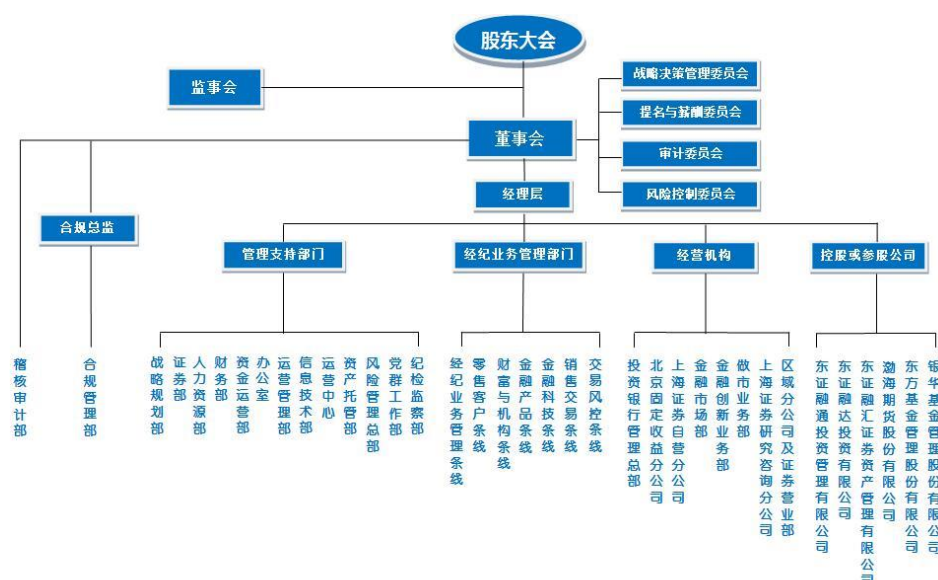 股东大会
监事会
战略决策管理委员会
提名与薪酬委员会
董事会
审计委员会
经理层
风险控制委员会
合规总监
管理支持部门
经纪业务管理部门
经营机构
控股或参股公司
稽核审计部
合规管理部
战略规划部
证券部
人力资源部
财务部
资金运营部
办公室
运营管理部
信息技术部
运营中心
资产托管部
风险管理总部
党群工作部
纪检监察部
经纪业务管理条线
零售客户条线
财富与机构条线
金融产品条线
金融科技条线
销售交易条线
交易风控条线
投资银行管理总部
北京固定收益分公司
上海证券自营分公司
金融市场部
金融创新业务部
做市业务部
上海证券研究咨询分公司
区域分公司及证券营业部
东证融通投资管理有限公司
东证融达投资有限公司
东证融汇证券资产管理有限公司
渤海期货股份有限公司
东方基金管理股份有限公司
银华基金管理股份有限公司